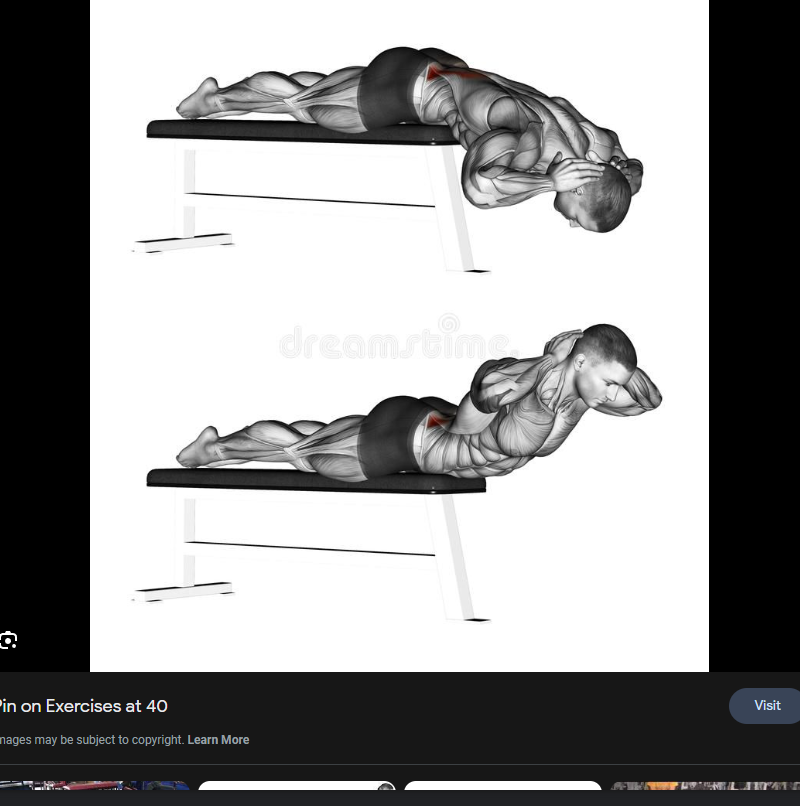 dreamstime.
Pin on Exercises at 40
Visit
mages may be subject to copyright. Learn More